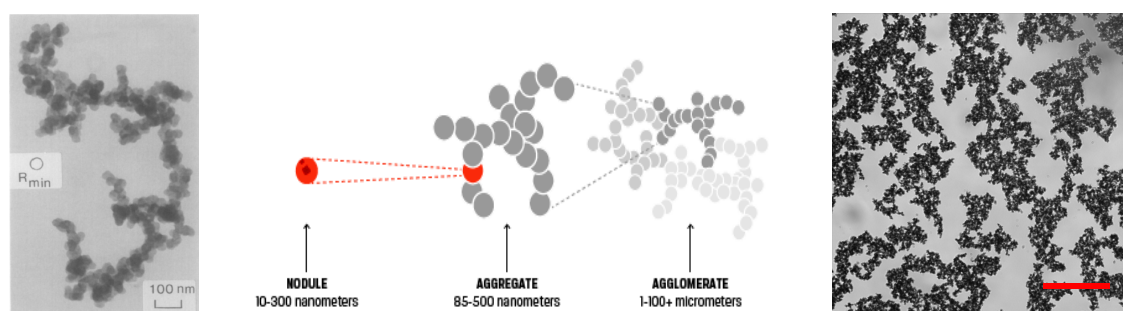 R min
100 nm
NODULE
10-300 nanometers
AGGREGATE
85-500 nanometers
AGGLOMERATE
1-100+ micrometers